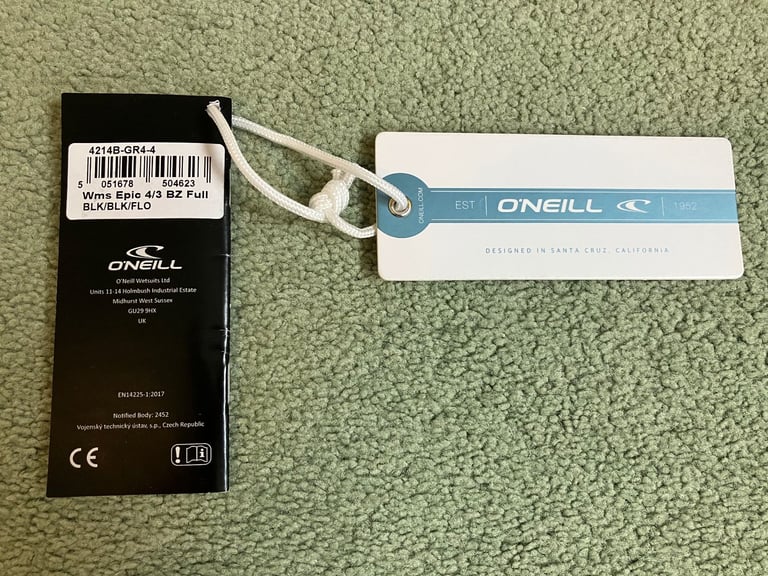 4214B-GR4-4
5 051678 504623
Wms Epic 4/3 BZ Full
BLK/BLK/FLO
O'NEILL
O'Neill Wetsuits Ltd
Units 11-14 Holmbush Industrial Estate
Midhurst West Sussex
GU29 9HX
UK
EN14225-1:2017
Notified Body: 2452
Vojenský technický ústav, s.p., Czech Republic
CE
ONEILL.COM
EST O'NEILL 1952
DESIGNED IN SANTA CRUZ, CALIFORNIA